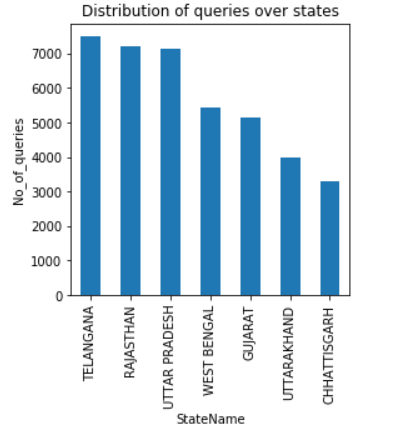 Distribution of queries over states
7000
6000
5000
4000
3000
2000
1000
0
No_of_queries
TELANGANA
RAJASTHAN
UTTAR PRADESH
WEST BENGAL
GUJARAT
UTTARAKHAND
CHHATTISGARH
StateName